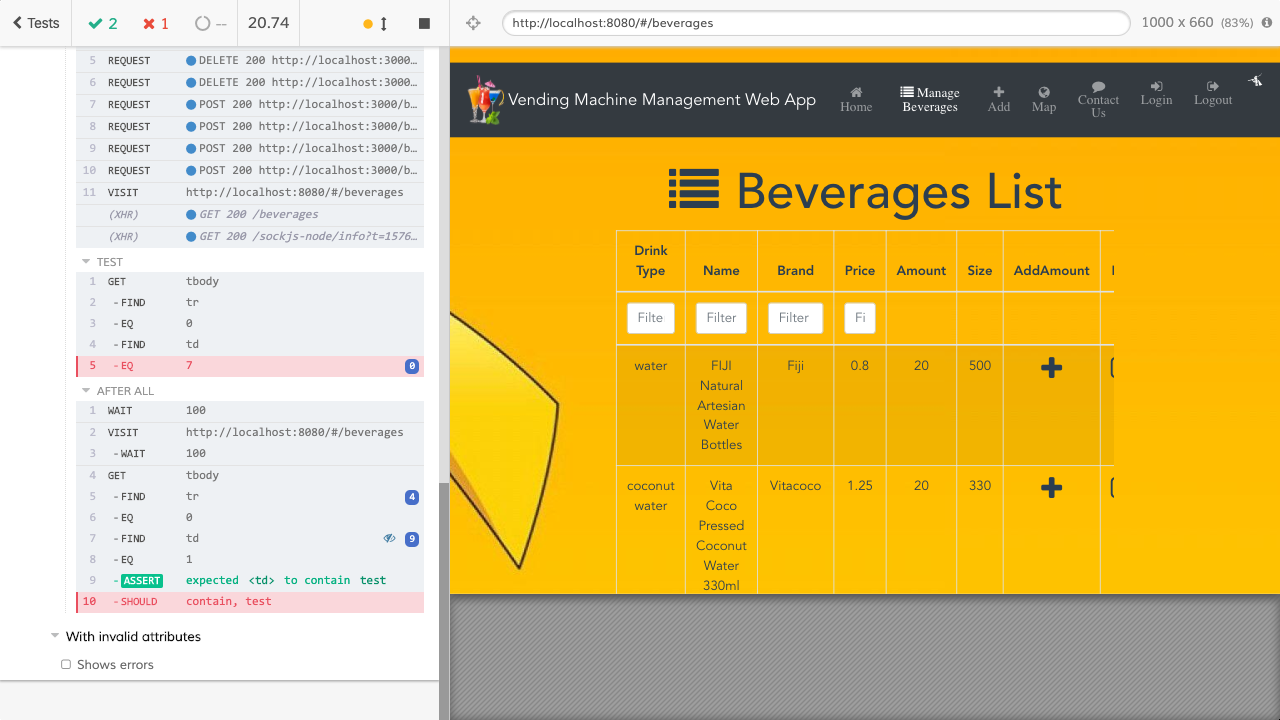 Tests
2
1
--
20.74
http://localhost:8080/#/beverages
1000 x 660 (83%)
5 REQUEST DELETE 200 http://localhost:3000…
6 REQUEST DELETE 200 http://localhost:3000…
7 REQUEST POST 200 http://localhost:3000/b…
8 REQUEST POST 200 http://localhost:3000/b…
9 REQUEST POST 200 http://localhost:3000/b…
10 REQUEST POST 200 http://localhost:3000/b…
11 VISIT http://localhost:8080/#/beverages
(XHR) GET 200 /beverages
(XHR) GET 200 /sockjs-node/info?t=1576…
TEST
1 GET tbody
2 -FIND tr
3 -EQ 0
4 -FIND td
5 -EQ 7 0
AFTER ALL
1 WAIT 100
2 VISIT http://localhost:8080/#/beverages
3 -WAIT 100
4 GET tbody
5 -FIND tr 4
6 -EQ 0
7 -FIND td 9
8 -EQ 1
9 -ASSERT expected <td> to contain test
10 -SHOULD contain, test
With invalid attributes
Shows errors
Vending Machine Management Web App
Home
Manage
Beverages
Add
Map
Contact
Us
Login
Logout
Beverages List
Drink
Type Name Brand Price Amount Size AddAmount
Filte Filter Filter Fi
water FIJI Fiji 0.8 20 500
Natural
Artesian
Water
Bottles
coconut Vita Vitacoco 1.25 20 330
water Coco
Pressed
Coconut
Water
330ml